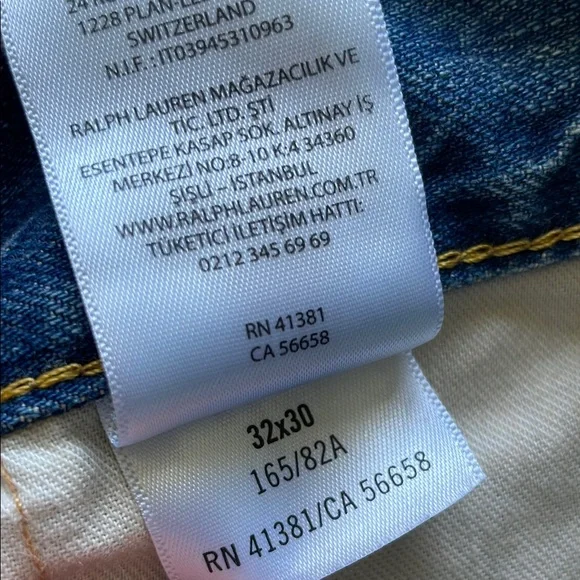 1228 PLAN-LES-
SWITZERLAND
N.I.F.: IT03945310963
RALPH LAUREN MAĞAZACILIK VE
TIC. LTD. ŞTİ
ESENTEPE KASAP SOK. ALTINAY İŞ
MERKEZİ NO:8-10 K:4 34360
ŞİŞLİ – İSTANBUL
WWW.RALPHLAUREN.COM.TR
TÜKETİCİ İLETİŞİM HATTI:
0212 345 69 69
RN 41381
CA 56658
32x30
165/82A
RN 41381/CA 56658